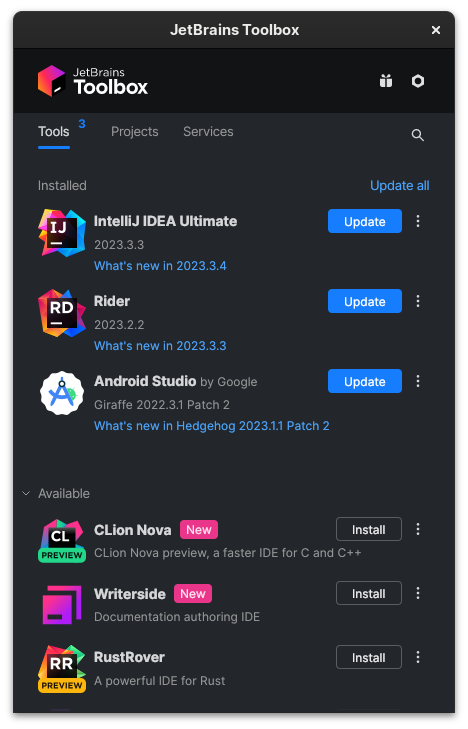 JetBrains Toolbox
JetBrains
Toolbox
Tools 3 Projects Services
Installed Update all
IJ IntelliJ IDEA Ultimate Update
2023.3.3
What's new in 2023.3.4
RD Rider Update
2023.2.2
What's new in 2023.3.3
Android Studio by Google Update
Giraffe 2022.3.1 Patch 2
What's new in Hedgehog 2023.1.1 Patch 2
Available
CL CLion Nova New Install
PREVIEW CLion Nova preview, a faster IDE for C and C++
Writerside New Install
Documentation authoring IDE
RR RustRover Install
PREVIEW A powerful IDE for Rust